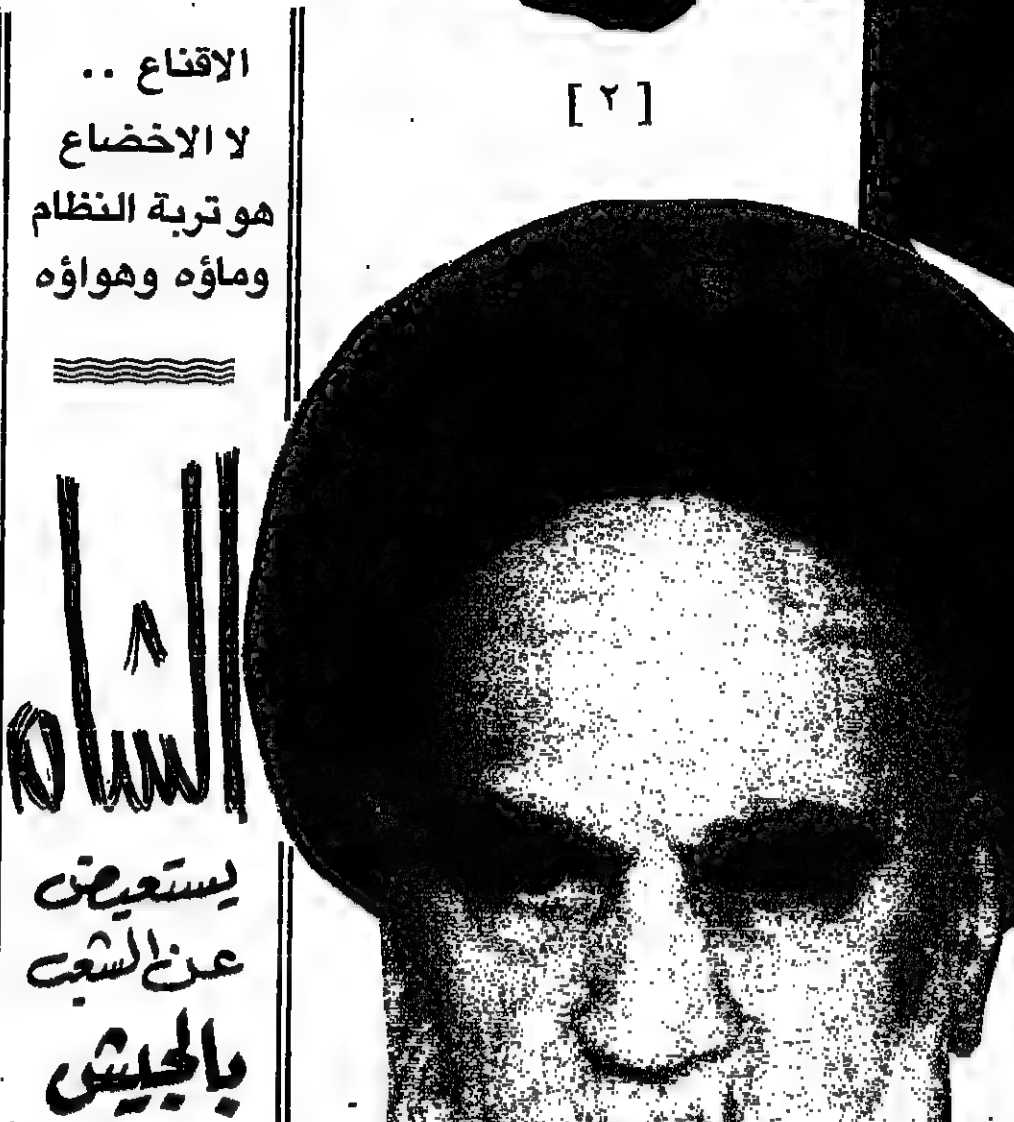 [ ٢ ]
الاقناع ..
لا الاخضاع
هو تربة النظام
وماؤه وهواؤه
الشاه
يستعيض
عن الشعب
بالجيش